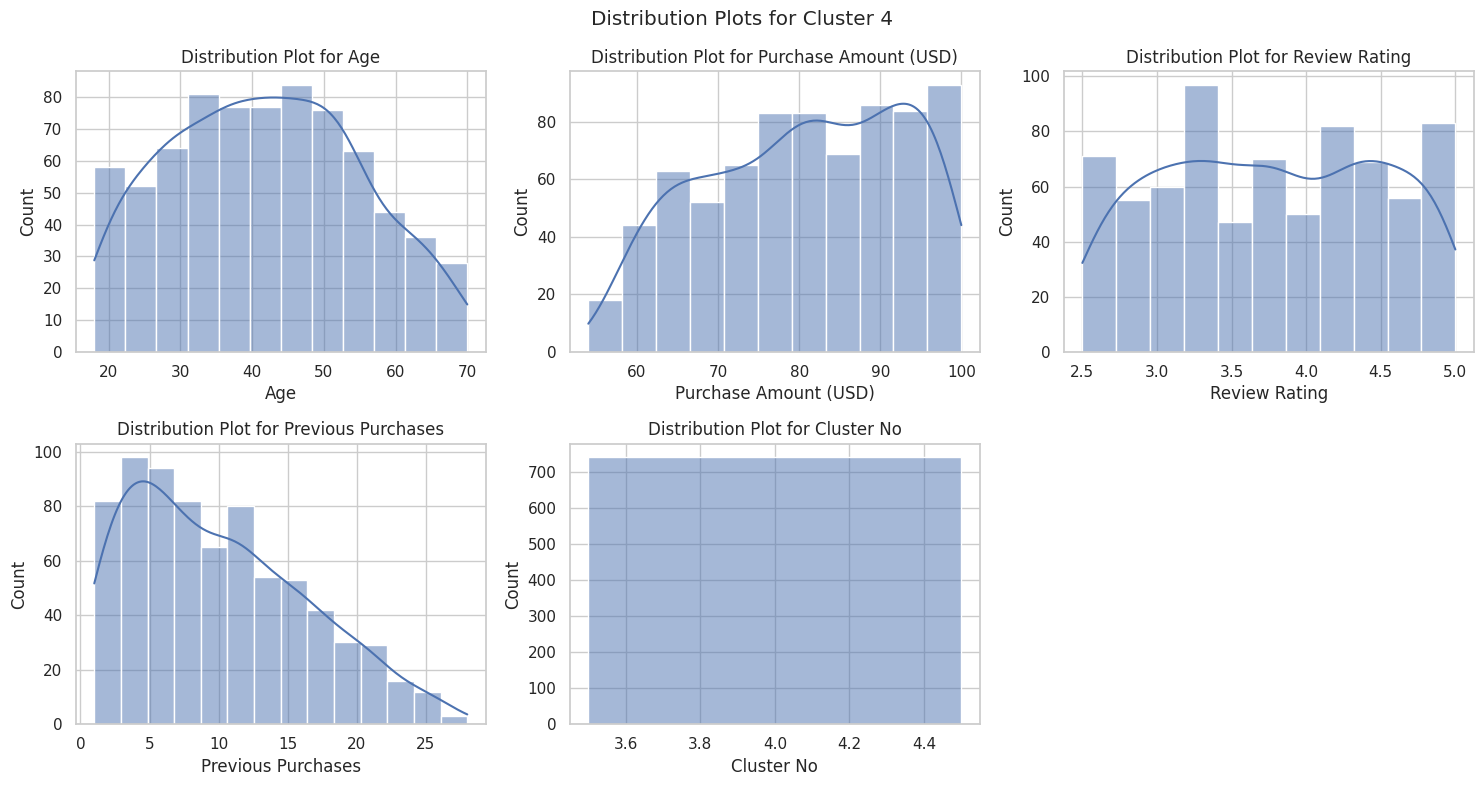 Distribution Plots for Cluster 4
Distribution Plot for Age
80
70
60
50
40
30
20
10
0
Count
20 30 40 50 60 70
Age
Distribution Plot for Purchase Amount (USD)
80
60
40
20
0
Count
60 70 80 90 100
Purchase Amount (USD)
Distribution Plot for Review Rating
100
80
60
40
20
0
Count
2.5 3.0 3.5 4.0 4.5 5.0
Review Rating
Distribution Plot for Previous Purchases
100
80
60
40
20
0
Count
0 5 10 15 20 25
Previous Purchases
Distribution Plot for Cluster No
700
600
500
400
300
200
100
0
Count
3.6 3.8 4.0 4.2 4.4
Cluster No